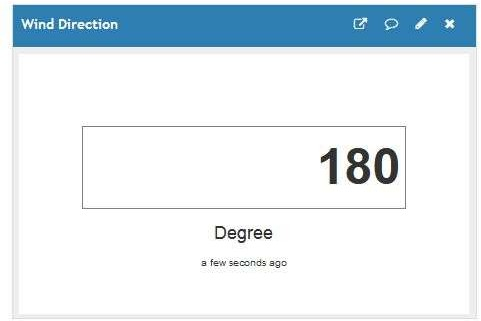 Wind Direction
180
Degree
a few seconds ago